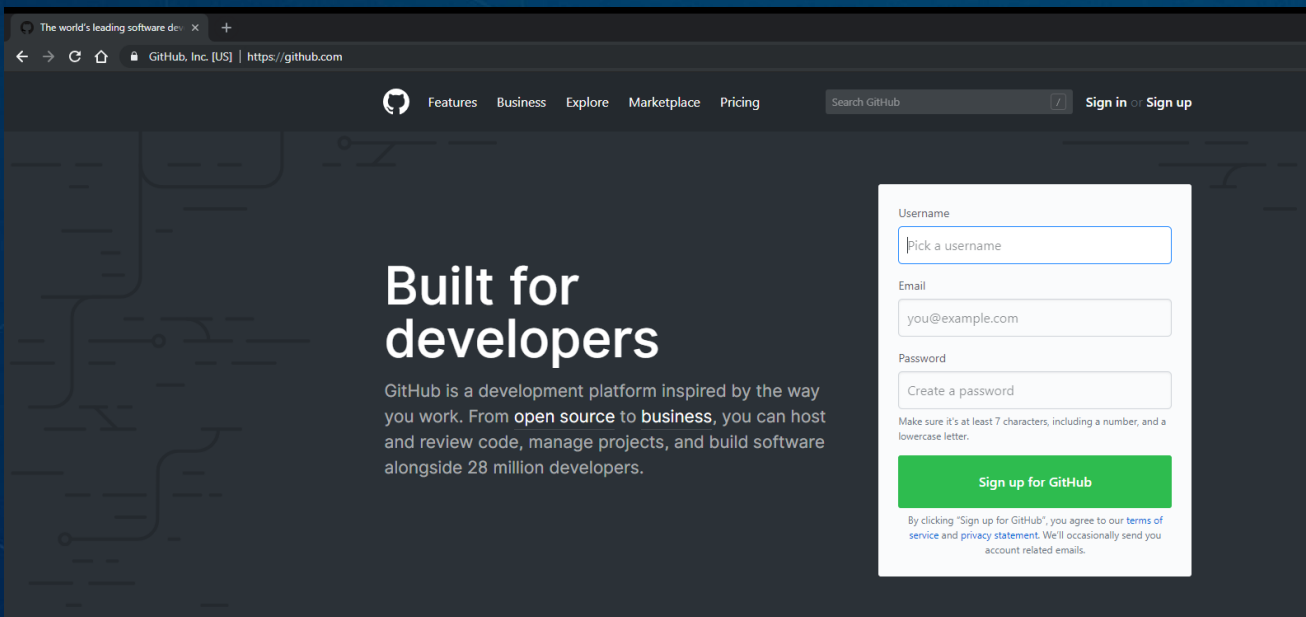 The world's leading software dev
GitHub, Inc. [US] | https://github.com
Features Business Explore Marketplace Pricing Search GitHub / Sign in or Sign up
Built for
developers
GitHub is a development platform inspired by the way
you work. From open source to business, you can host
and review code, manage projects, and build software
alongside 28 million developers.
Username
Pick a username
Email
you@example.com
Password
Create a password
Make sure it's at least 7 characters, including a number, and a
lowercase letter.
Sign up for GitHub
By clicking “Sign up for GitHub”, you agree to our terms of
service and privacy statement. We'll occasionally send you
account related emails.